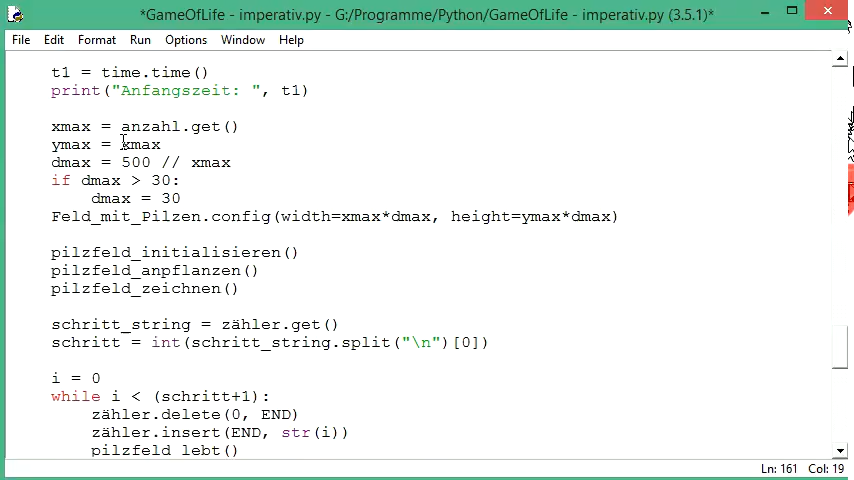 *GameOfLife - imperativ.py - G:/Programme/Python/GameOfLife - imperativ.py (3.5.1)*
File Edit Format Run Options Window Help
t1 = time.time()
print("Anfangszeit: ", t1)
xmax = anzahl.get()
ymax = xmax
dmax = 500 // xmax
if dmax > 30:
dmax = 30
Feld_mit_Pilzen.config(width=xmax*dmax, height=ymax*dmax)
pilzfeld_initialisieren()
pilzfeld_anpflanzen()
pilzfeld_zeichnen()
schritt_string = zähler.get()
schritt = int(schritt_string.split("\n")[0])
i = 0
while i < (schritt+1):
zähler.delete(0, END)
zähler.insert(END, str(i))
pilzfeld_lebt()
Ln: 161 Col: 19